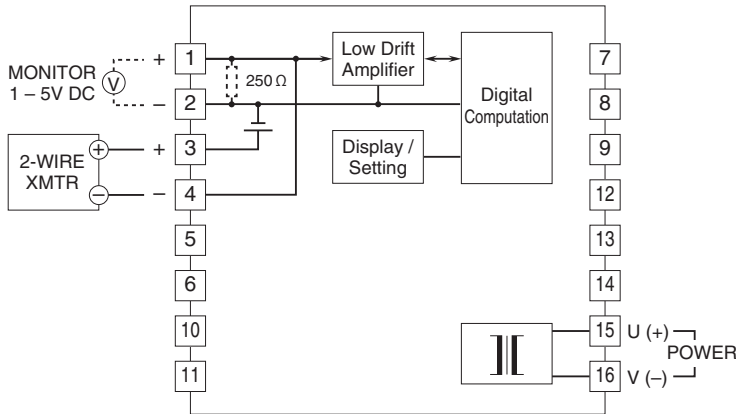 MONITOR
1 – 5V DC
V
+
–
1
2
250 Ω
Low Drift
Amplifier
Digital
Computation
Display /
Setting
2-WIRE
XMTR
+
–
+
–
3
4
5
6
10
11
7
8
9
12
13
14
15
16
U (+)
V (–)
POWER